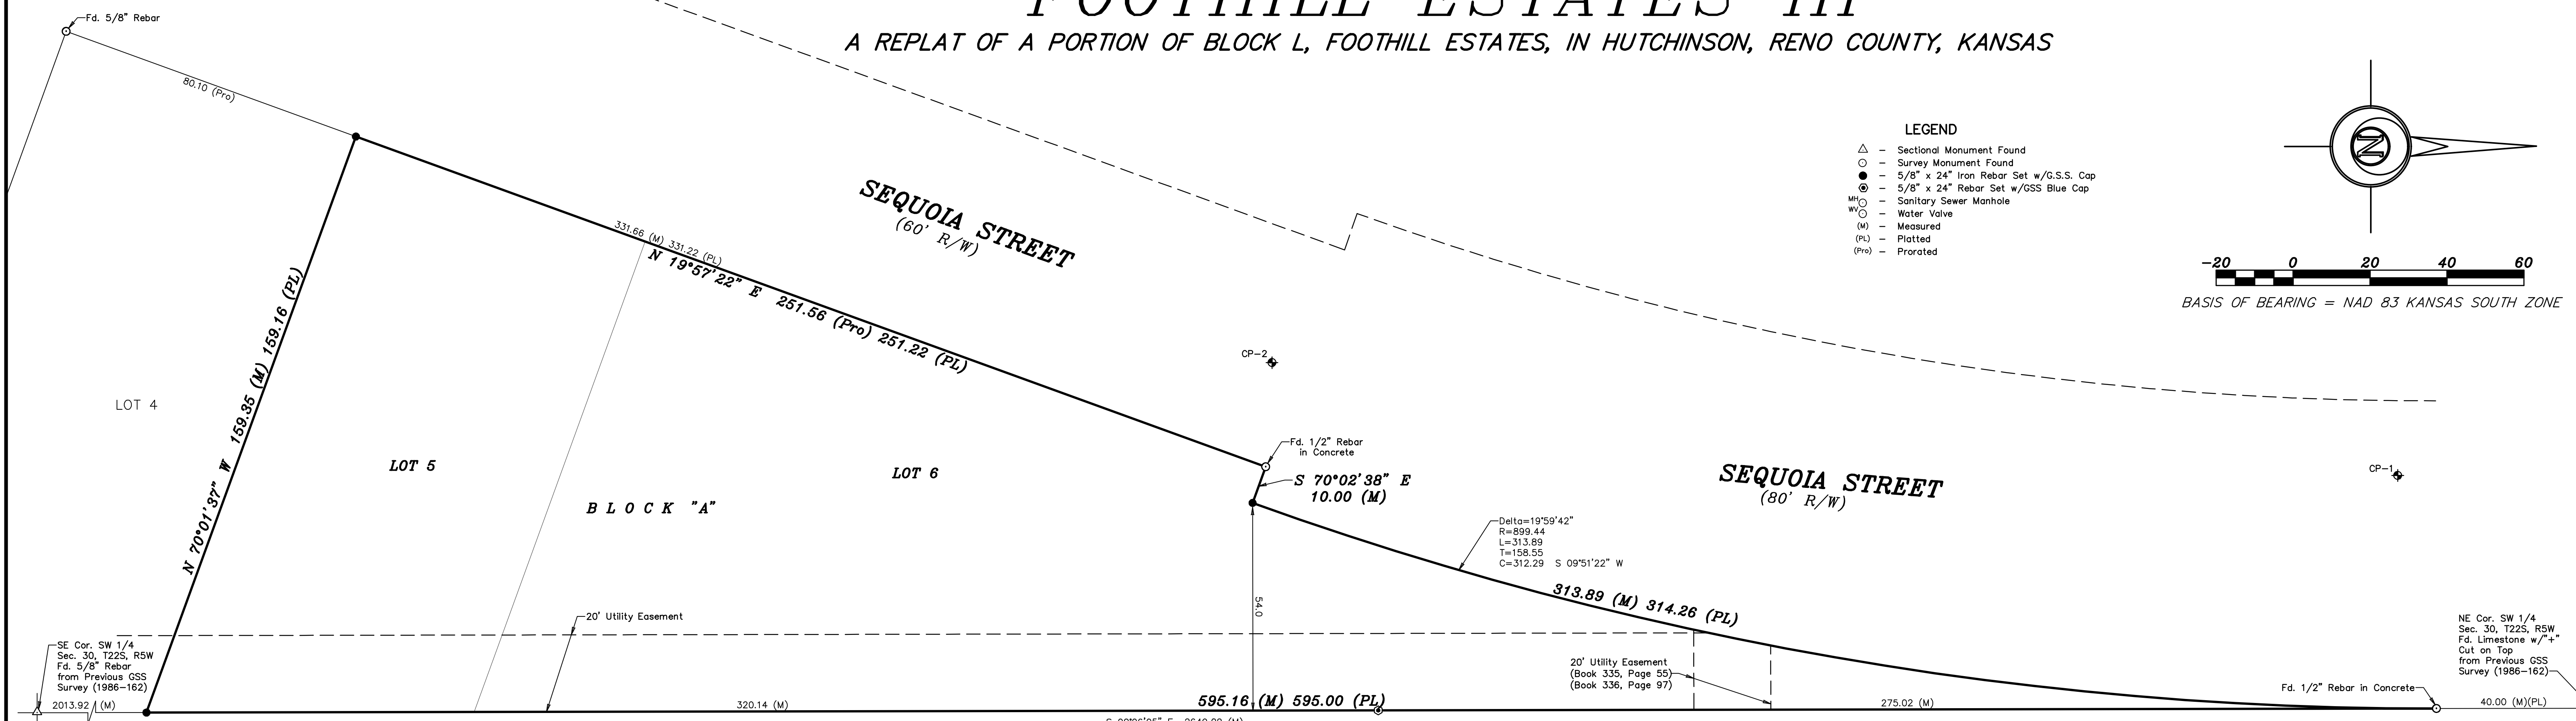 FOOTHILL ESTATES III
A REPLAT OF A PORTION OF BLOCK L, FOOTHILL ESTATES, IN HUTCHINSON, RENO COUNTY, KANSAS
Fd. 5/8" Rebar
80.10 (Pro)
331.66 (M) 331.22 (PL)
N 19°57'22" E 251.56 (Pro) 251.22 (PL)
SEQUOIA STREET
(60' R/W)
LEGEND
△ – Sectional Monument Found
○ – Survey Monument Found
● – 5/8" x 24" Iron Rebar Set w/G.S.S. Cap
◉ – 5/8" x 24" Rebar Set w/GSS Blue Cap
MH○ – Sanitary Sewer Manhole
WV○ – Water Valve
(M) – Measured
(PL) – Platted
(Pro) – Prorated
N
-20 0 20 40 60
BASIS OF BEARING = NAD 83 KANSAS SOUTH ZONE
N 70°01'37" W 159.35 (M) 159.16 (PL)
LOT 4
LOT 5
LOT 6
BLOCK "A"
CP-2
CP-1
Fd. 1/2" Rebar
in Concrete
S 70°02'38" E
10.00 (M)
SEQUOIA STREET
(80' R/W)
Delta=19°59'42"
R=899.44
L=313.89
T=158.55
C=312.29 S 09°51'22" W
313.89 (M) 314.26 (PL)
54.0
20' Utility Easement
SE Cor. SW 1/4
Sec. 30, T22S, R5W
Fd. 5/8" Rebar
from Previous GSS
Survey (1986-162)
2013.92 (M)
20' Utility Easement
(Book 335, Page 55)
(Book 336, Page 97)
NE Cor. SW 1/4
Sec. 30, T22S, R5W
Fd. Limestone w/"+"
Cut on Top
from Previous GSS
Survey (1986-162)
Fd. 1/2" Rebar in Concrete
320.14 (M)
595.16 (M) 595.00 (PL)
275.02 (M)
40.00 (M)(PL)